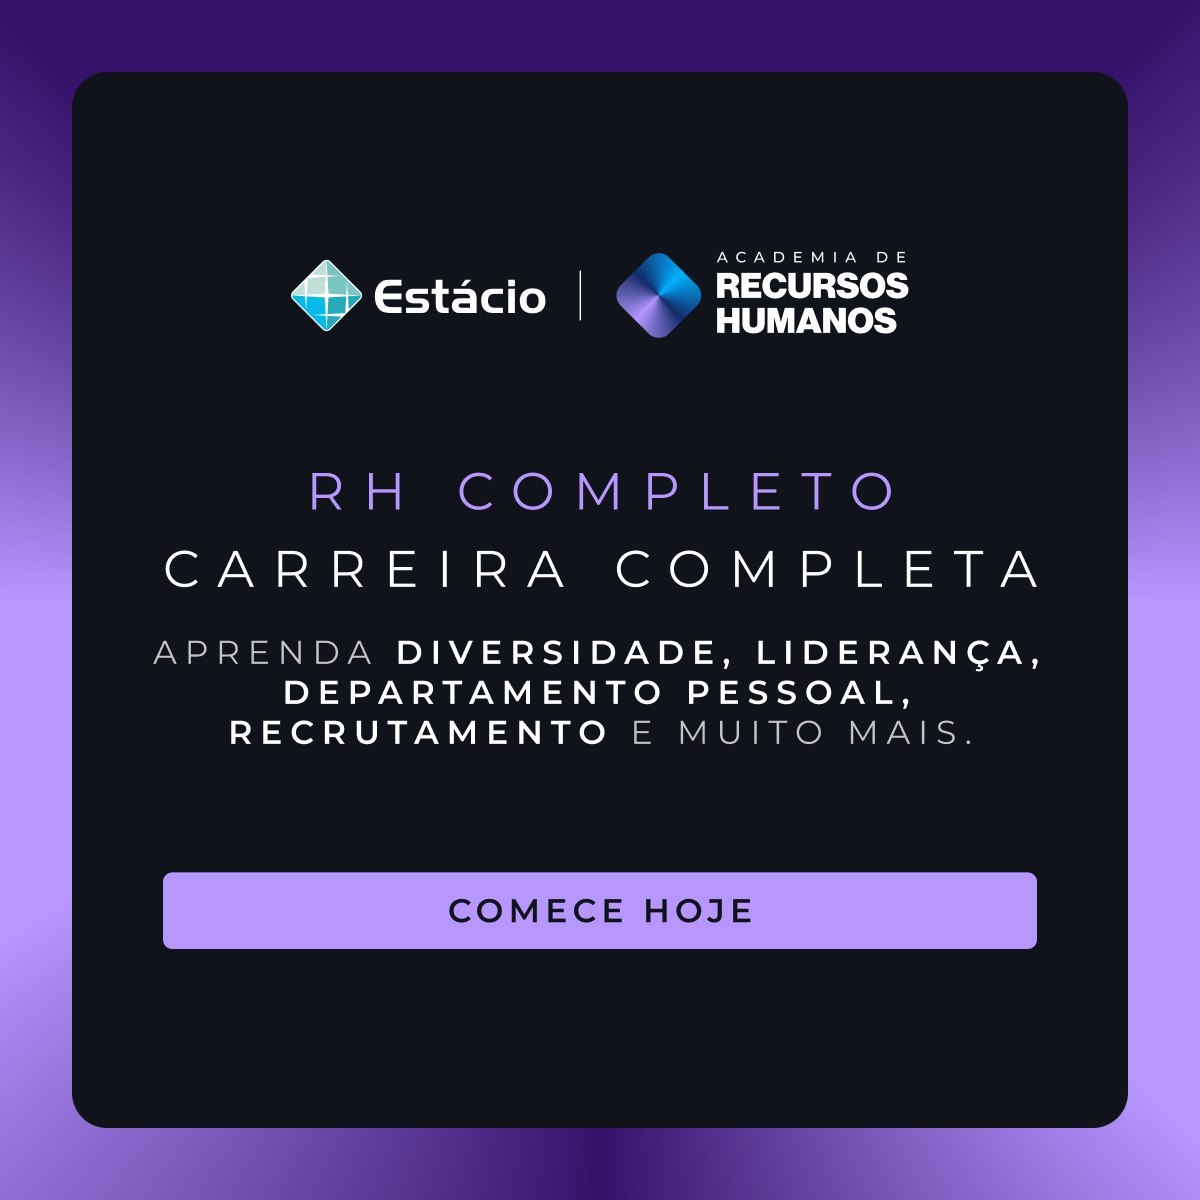 Estácio
ACADEMIA DE
RECURSOS
HUMANOS
RH COMPLETO
CARREIRA COMPLETA
APRENDA DIVERSIDADE, LIDERANÇA,
DEPARTAMENTO PESSOAL,
RECRUTAMENTO E MUITO MAIS.
COMECE HOJE